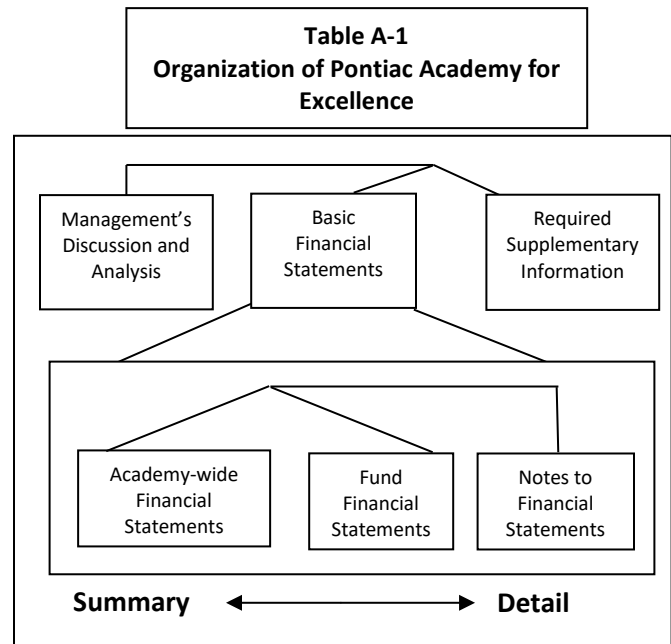 Table A-1
Organization of Pontiac Academy for
Excellence
Management’s
Discussion and
Analysis
Basic
Financial
Statements
Required
Supplementary
Information
Academy-wide
Financial
Statements
Fund
Financial
Statements
Notes to
Financial
Statements
Summary
Detail